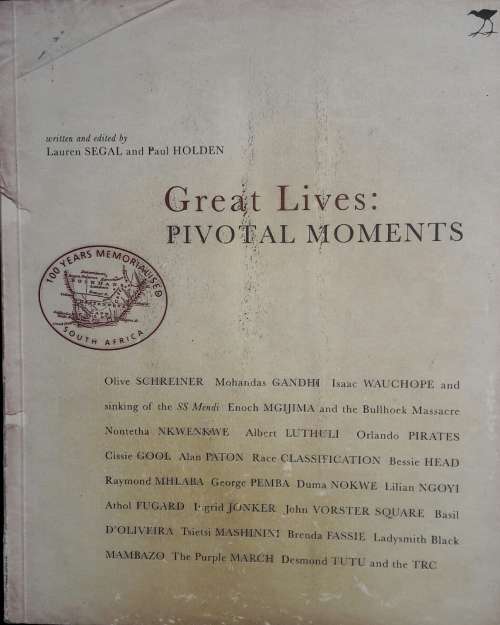 written and edited by
Lauren SEGAL and Paul HOLDEN
Great Lives:
PIVOTAL MOMENTS
100 YEARS MEMORY/MUSED
SOUTH AFRICA
Olive SCHREINER Mohandas GANDHI Isaac WAUCHOPE and
sinking of the SS Mendi Enoch MGIJIMA and the Bullhoek Massacre
Nontetha NKWENKWE Albert LUTHULI Orlando PIRATES
Cissie GOOL Alan PATON Race CLASSIFICATION Bessie HEAD
Raymond MHLABA George PEMBA Duma NOKWE Lilian NGOYI
Athol FUGARD Ingrid JONKER John VORSTER SQUARE Basil
D'OLIVEIRA Tsietsi MASHININI Brenda FASSIE Ladysmith Black
MAMBAZO The Purple MARCH Desmond TUTU and the TRC